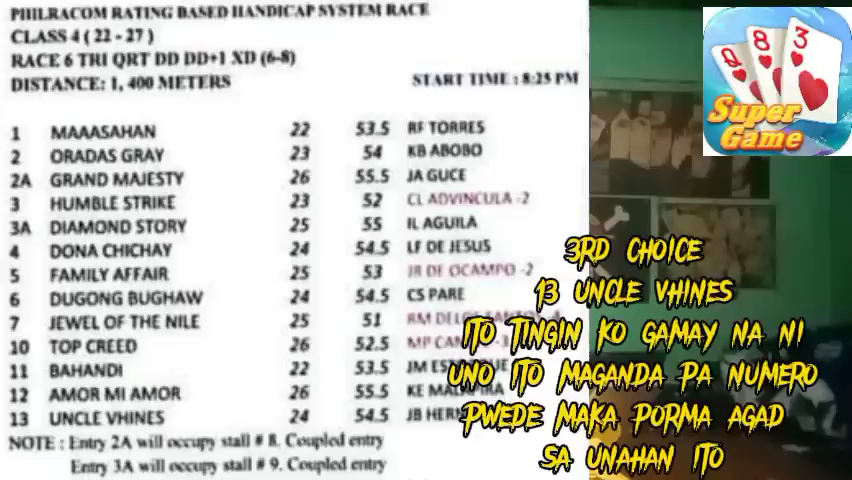 PHILRACOM RATING BASED HANDICAP SYSTEM RACE
CLASS 4 ( 22 - 27 )
RACE 6 TRI QRT DD DD+1 XD (6-8)
DISTANCE: 1, 400 METERS START TIME : 8:25 PM
1 MAAASAHAN 22 53.5 RF TORRES
2 ORADAS GRAY 23 54 KB ABOBO
2A GRAND MAJESTY 26 55.5 JA GUCE
3 HUMBLE STRIKE 23 52 CL ADVINCULA -2
3A DIAMOND STORY 25 55 IL AGUILA
4 DONA CHICHAY 24 54.5 LF DE JESUS
5 FAMILY AFFAIR 25 53 JR DE OCAMPO -2
6 DUGONG BUGHAW 24 54.5 CS PARE
7 JEWEL OF THE NILE 25 51 RM
10 TOP CREED 26 52.5 MP
11 BAHANDI 22 53.5 JM
12 AMOR MI AMOR 26 55.5 KE
13 UNCLE VHINES 24 54.5 JB
NOTE : Entry 2A will occupy stall # 8. Coupled entry
Entry 3A will occupy stall # 9. Coupled entry
Q 8 3
Super
Game
3RD CHOICE
13 UNCLE VHINES
ITO TINGIN KO GAMAY NA NI
UNO ITO MAGANDA PA NUMERO
PWEDE MAKA PORMA AGAD
SA UNAHAN ITO